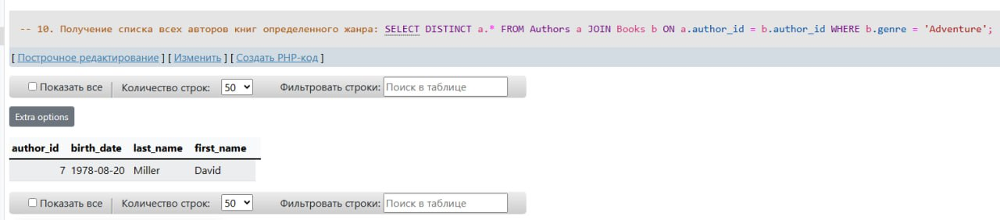 -- 10. Получение списка всех авторов книг определенного жанра: SELECT DISTINCT a.* FROM Authors a JOIN Books b ON a.author_id = b.author_id WHERE b.genre = 'Adventure';
[ Построчное редактирование ] [ Изменить ] [ Создать PHP-код ]
Показать все Количество строк: 50 Фильтровать строки: Поиск в таблице
Extra options
author_id birth_date last_name first_name
7 1978-08-20 Miller David
Показать все Количество строк: 50 Фильтровать строки: Поиск в таблице